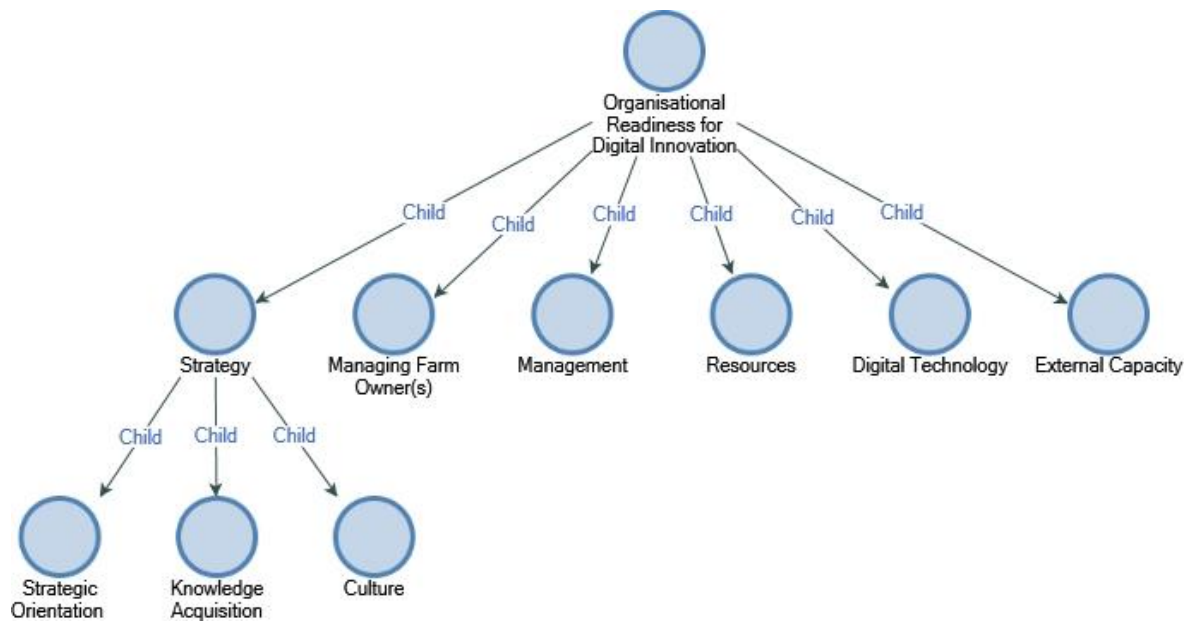 Organisational
Readiness for
Digital Innovation
Child
Child
Child
Child
Child
Child
Strategy
Managing Farm
Owner(s)
Management
Resources
Digital Technology
External Capacity
Child
Child
Child
Strategic
Orientation
Knowledge
Acquisition
Culture